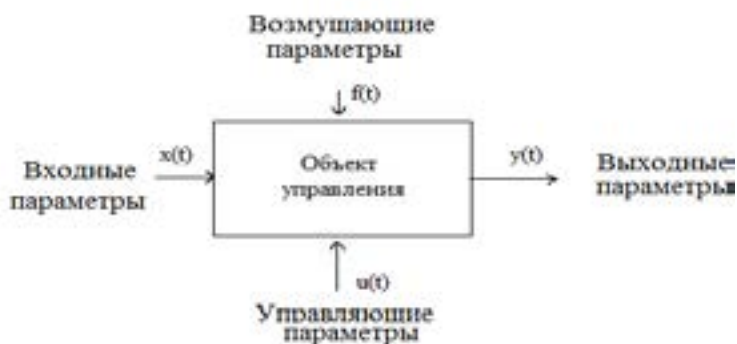 Возмущающие
параметры
f(t)
Входные
параметры
x(t)
Объект
управления
y(t)
Выходные
параметры
u(t)
Управляющие
параметры